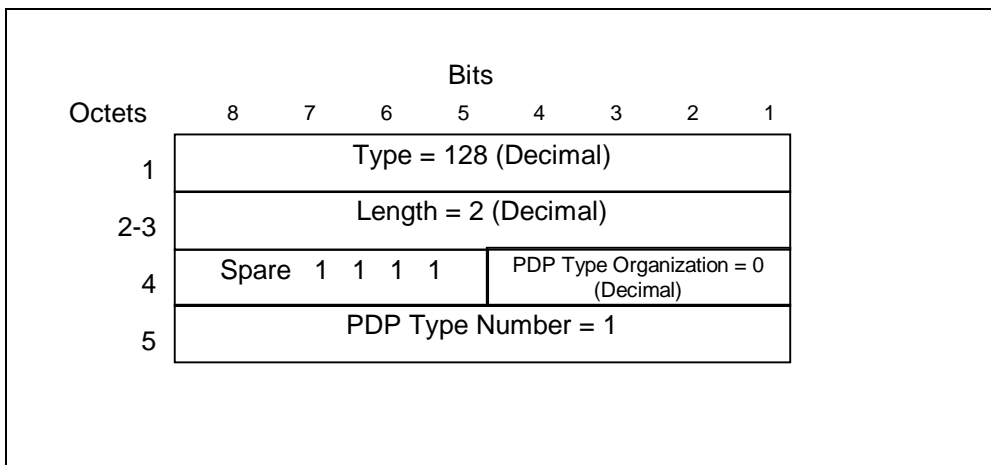 Bits
Octets 8 7 6 5 4 3 2 1
1 Type = 128 (Decimal)
2-3 Length = 2 (Decimal)
4 Spare 1 1 1 1 PDP Type Organization = 0
(Decimal)
5 PDP Type Number = 1